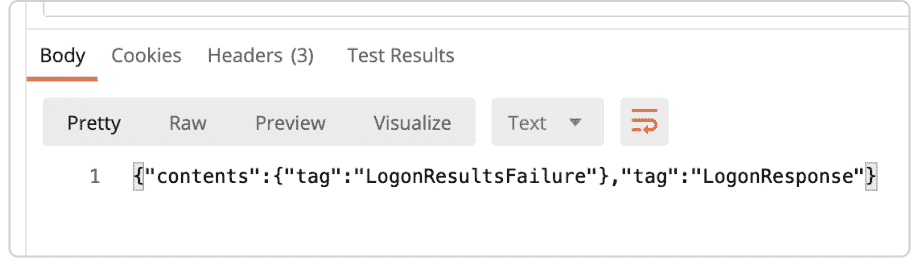 Body Cookies Headers (3) Test Results
Pretty Raw Preview Visualize Text
1 {"contents":{"tag":"LogonResultsFailure"},"tag":"LogonResponse"}